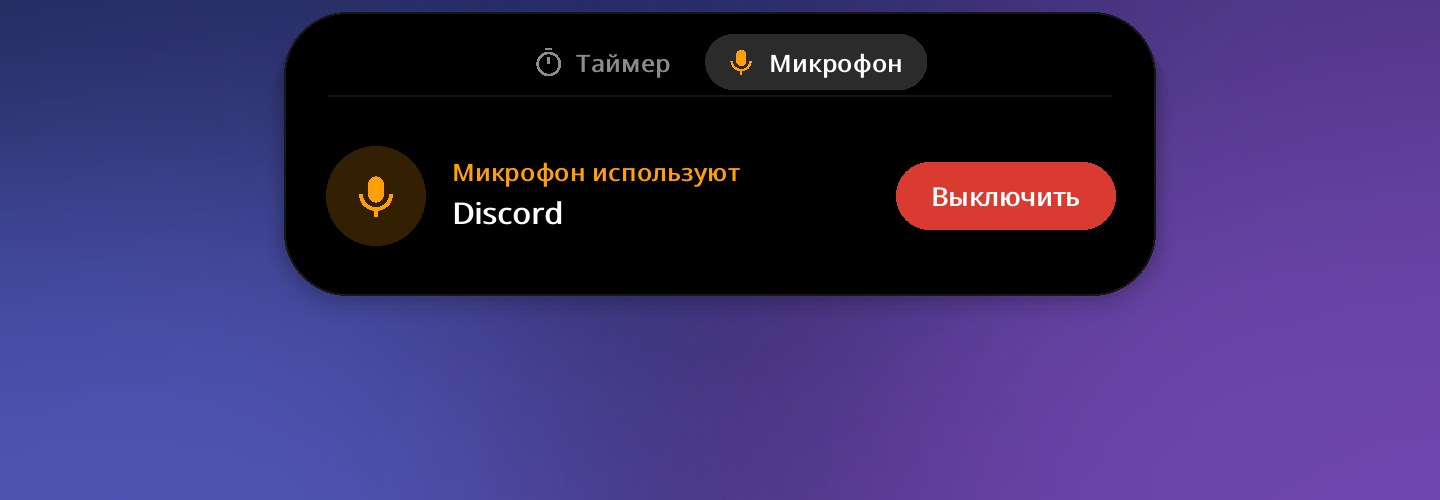 Таймер Микрофон
Микрофон используют
Discord
Выключить